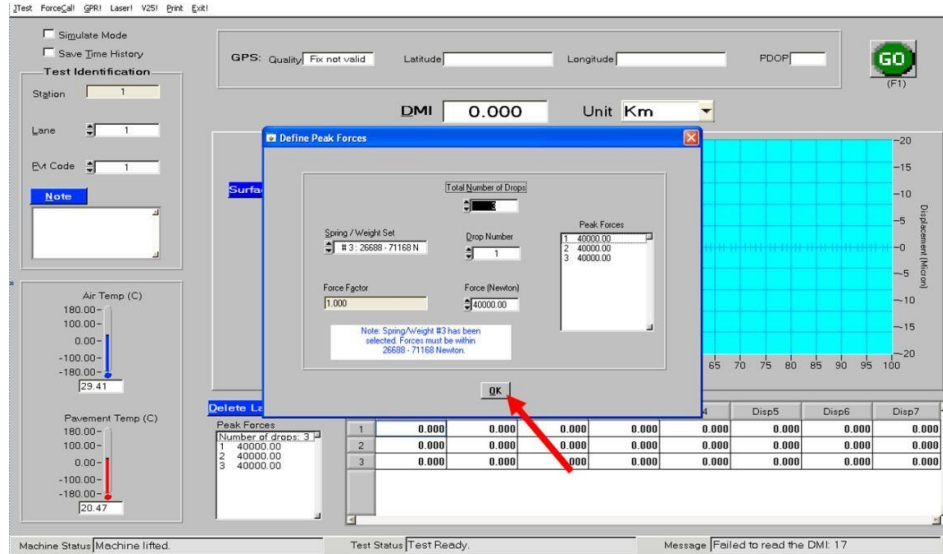 JTest ForceCal! GPR! Laser! V25! Print Exit!
Simulate Mode
Save Time History
Test Identification
Station 1
Lane 1
Pvt Code 1
Note
GPS: Quality Fix not valid Latitude Longitude PDOP
GO
(F1)
DMI 0.000 Unit Km
Define Peak Forces
Total Number of Drops
3
Spring / Weight Set
# 3 : 26688 - 71168 N
Drop Number
1
Peak Forces
1 40000.00
2 40000.00
3 40000.00
Force Factor
1.000
Force (Newton)
40000.00
Note: Spring/Weight #3 has been
selected. Forces must be within
26688 - 71168 Newton.
OK
Surfa
20
15
10
5
0
-5
-10
-15
-20
Displacement (Micron)
65 70 75 80 85 90 95 100
Air Temp (C)
180.00
100.00
0.00
-100.00
-180.00
29.41
Pavement Temp (C)
180.00
100.00
0.00
-100.00
-180.00
20.47
Delete La
Peak Forces
Number of drops: 3
1 40000.00
2 40000.00
3 40000.00
4 Disp5 Disp6 Disp7
1 0.000 0.000 0.000 0.000 0.000 0.000 0.000 0.000
2 0.000 0.000 0.000 0.000 0.000 0.000 0.000 0.000
3 0.000 0.000 .000 0.000 0.000 0.000 0.000 0.000
Machine Status Machine lifted. Test Status Test Ready. Message Failed to read the DMI: 17